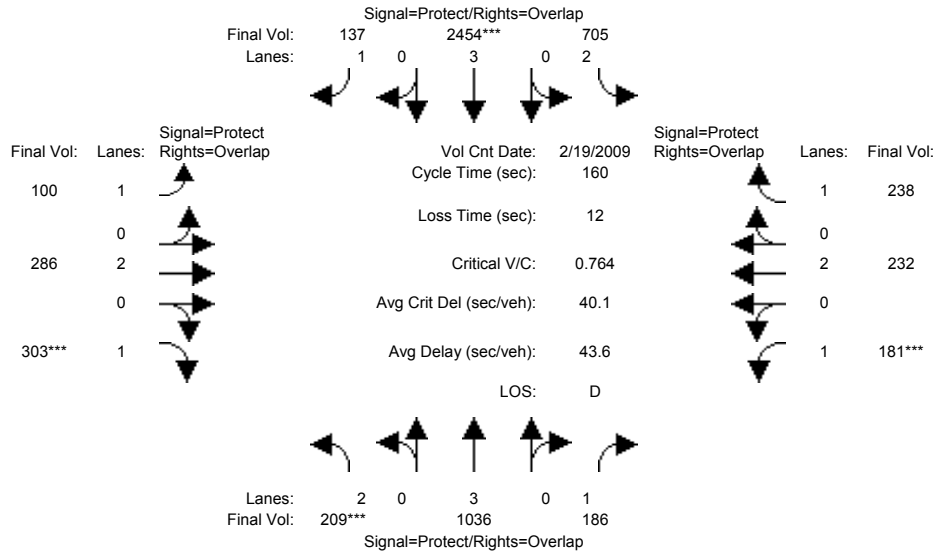 Signal=Protect/Rights=Overlap
Final Vol: 137 2454*** 705
Lanes: 1 0 3 0 2
Signal=Protect
Final Vol: Lanes: Rights=Overlap
Vol Cnt Date: 2/19/2009
Signal=Protect
Rights=Overlap Lanes: Final Vol:
Cycle Time (sec): 160
100 1
1 238
Loss Time (sec): 12
0
0
286 2
Critical V/C: 0.764
2 232
0
Avg Crit Del (sec/veh): 40.1
0
303*** 1
Avg Delay (sec/veh): 43.6
1 181***
LOS: D
Lanes: 2 0 3 0 1
Final Vol: 209*** 1036 186
Signal=Protect/Rights=Overlap